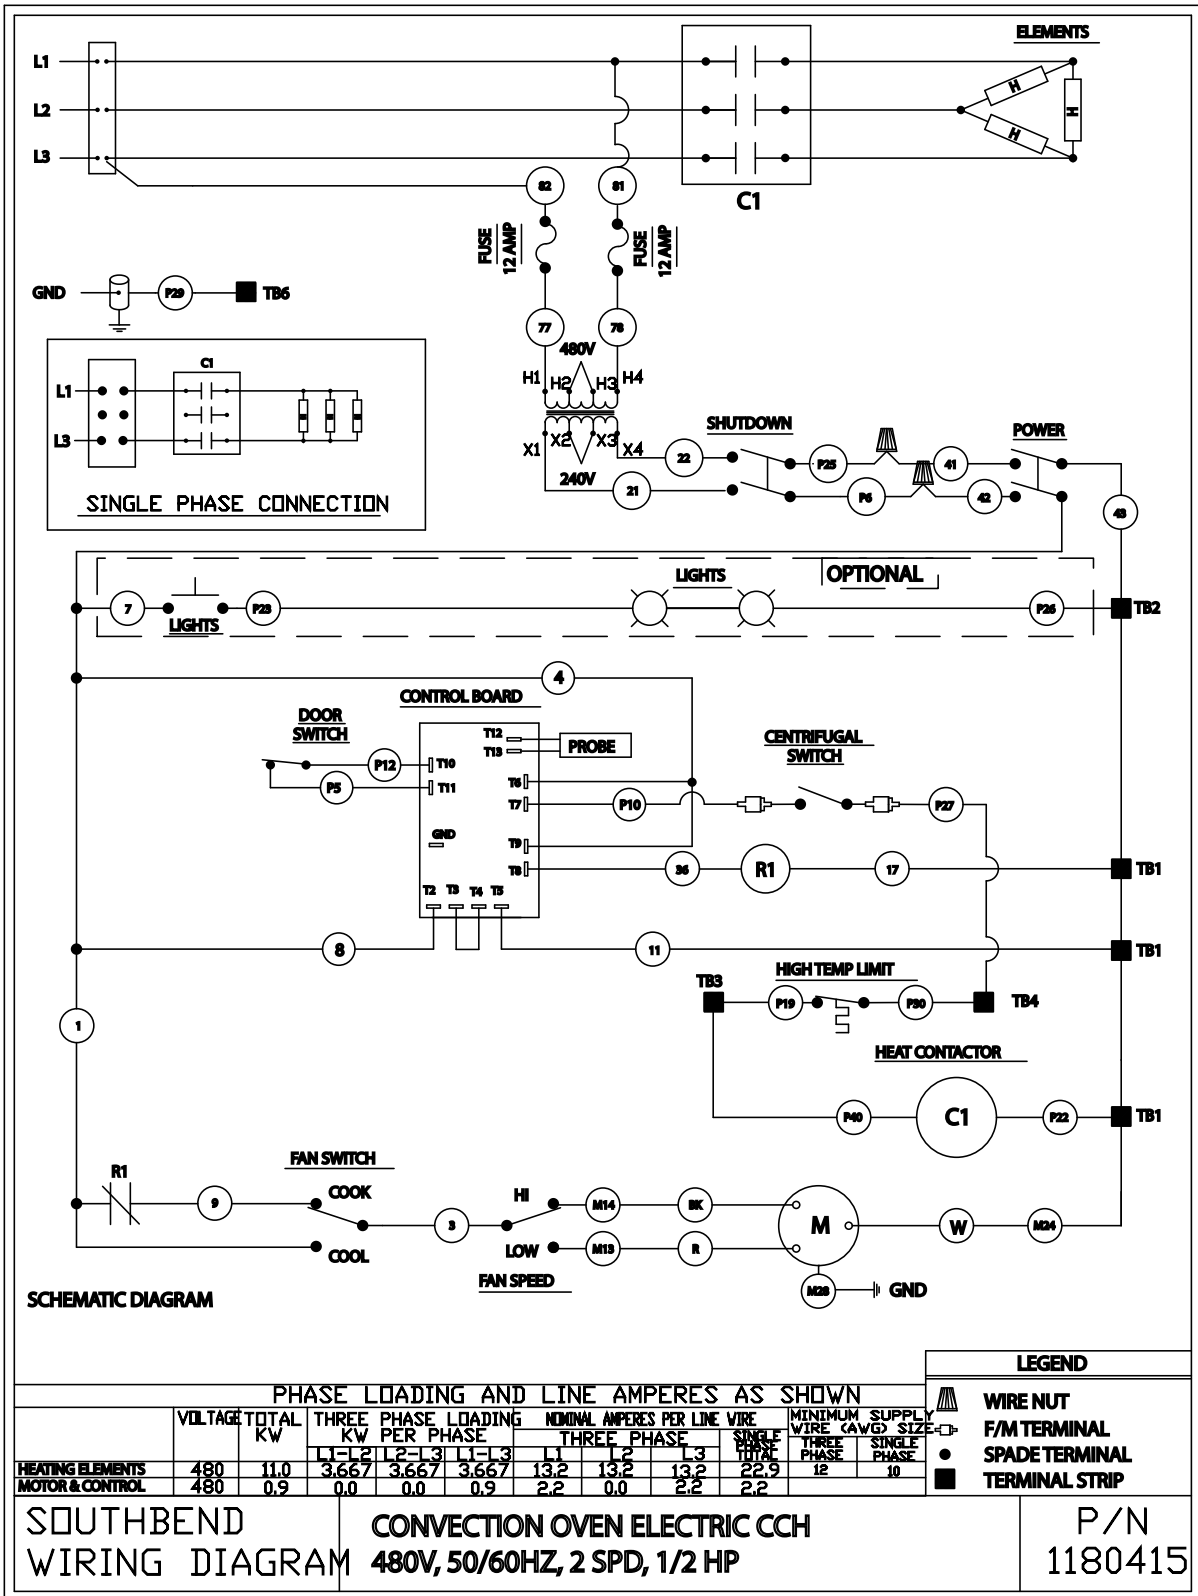 ELEMENTS
L1
L2
L3
H
H
H
C1
82
81
FUSE
12 AMP
FUSE
12 AMP
GND
P29
TB6
77
78
480V
H1 H2 H3 H4
X1 X2 X3 X4
240V
C1
L1
L3
SINGLE PHASE CONNECTION
SHUTDOWN
POWER
22
P25
41
21
P6
42
43
LIGHTS
OPTIONAL
7
P23
P26
TB2
LIGHTS
4
CONTROL BOARD
DOOR
SWITCH
T12
T13
PROBE
CENTRIFUGAL
SWITCH
P12
T10
P5
T11
T6
T7
P10
P27
GND
T9
T8
36
R1
17
TB1
T2 T3 T4 T5
8
11
TB1
TB3
HIGH TEMP LIMIT
P19
P30
TB4
1
HEAT CONTACTOR
P40
C1
P22
TB1
FAN SWITCH
R1
9
COOK
COOL
3
HI
LOW
FAN SPEED
M14
BK
M13
R
M
W
M24
M28
GND
SCHEMATIC DIAGRAM
LEGEND
WIRE NUT
F/M TERMINAL
SPADE TERMINAL
TERMINAL STRIP
PHASE LOADING AND LINE AMPERES AS SHOWN
VOLTAGE
TOTAL
KW
THREE PHASE LOADING
KW PER PHASE
L1-L2 L2-L3 L1-L3
NOMINAL AMPERES PER LINE WIRE
THREE PHASE
L1 L2 L3
SINGLE
PHASE
TOTAL
MINIMUM SUPPLY
WIRE (AWG) SIZE
THREE
PHASE
SINGLE
PHASE
HEATING ELEMENTS 480 11.0 3.667 3.667 3.667 13.2 13.2 13.2 22.9 12 10
MOTOR & CONTROL 480 0.9 0.0 0.0 0.9 2.2 0.0 2.2 2.2
SOUTHBEND
WIRING DIAGRAM
CONVECTION OVEN ELECTRIC CCH
480V, 50/60HZ, 2 SPD, 1/2 HP
P/N
1180415